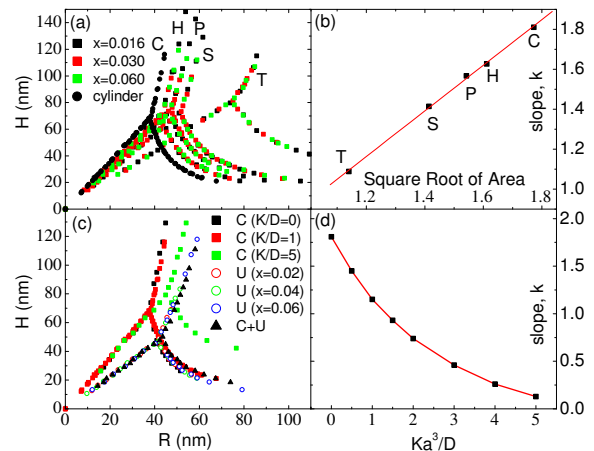 (a)
x=0.016
x=0.030
x=0.060
cylinder
C
H
P
S
T
H (nm)
140
120
100
80
60
40
20
0
(b)
T
S
P
H
C
Square Root of Area
1.2 1.4 1.6 1.8
slope, k
1.8
1.6
1.4
1.2
1.0
(c)
C (K/D=0)
C (K/D=1)
C (K/D=5)
U (x=0.02)
U (x=0.04)
U (x=0.06)
C+U
H (nm)
120
100
80
60
40
20
0
0 20 40 60 80 100
R (nm)
(d)
slope, k
2.0
1.5
1.0
0.5
0.0
0 1 2 3 4 5
Ka³/D